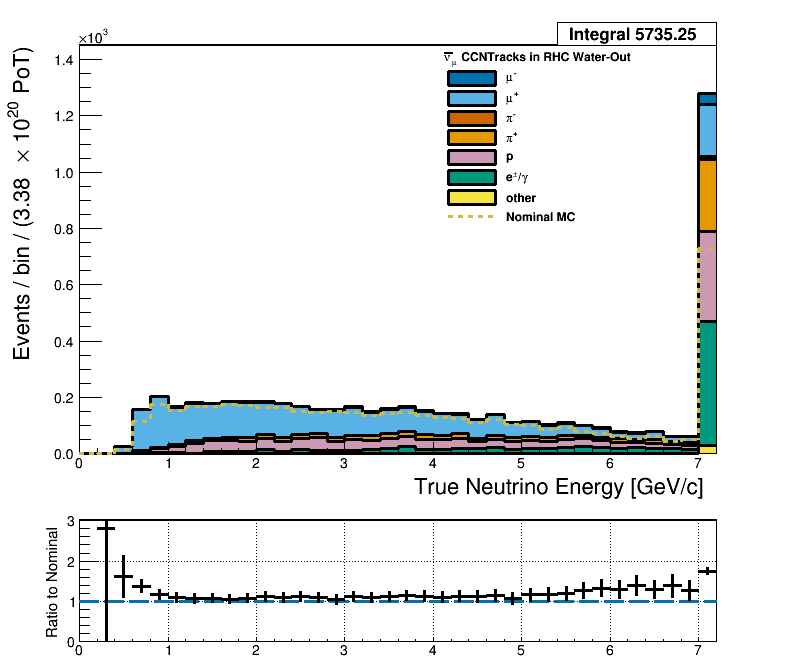 Integral 5735.25
×10³
ν̅μ CCNTracks in RHC Water-Out
μ⁻
μ⁺
π⁻
π⁺
p
e±/γ
other
Nominal MC
Events / bin / (3.38 × 10²⁰ PoT)
1.4
1.2
1.0
0.8
0.6
0.4
0.2
0.0
0 1 2 3 4 5 6 7
True Neutrino Energy [GeV/c]
Ratio to Nominal
3
2
1
0
0 1 2 3 4 5 6 7